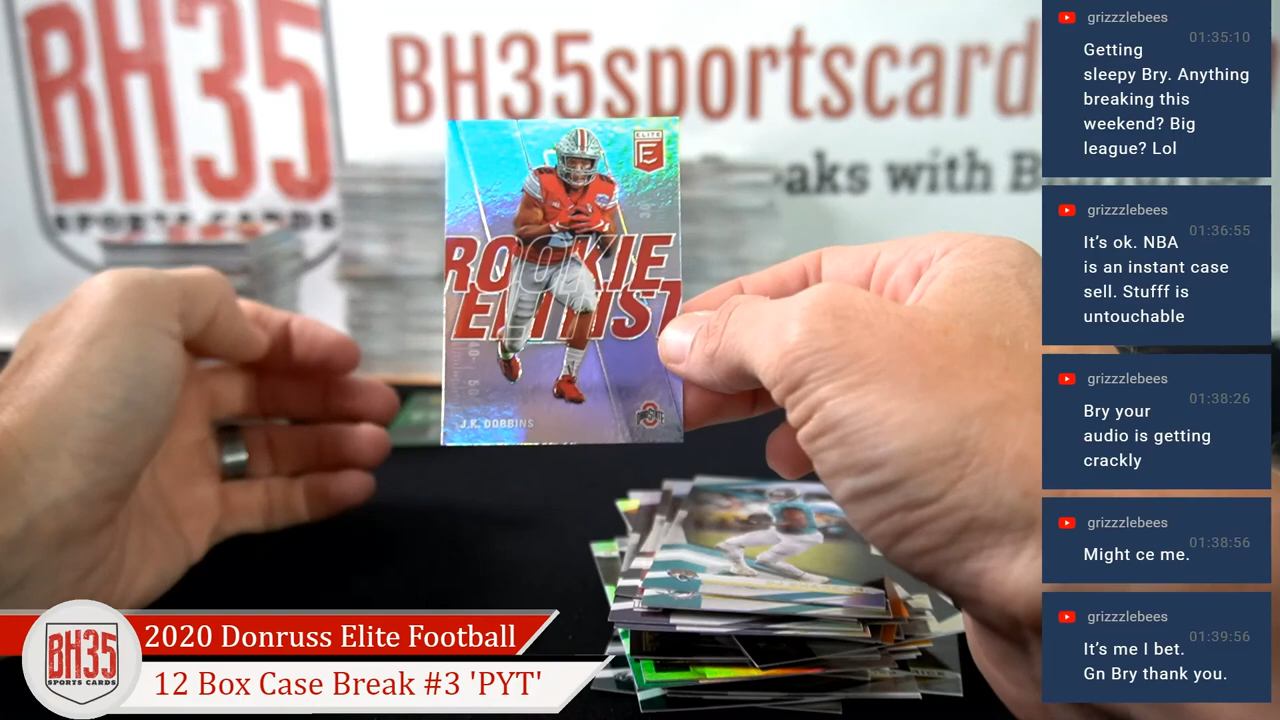 BH35
SPORTS CARDS
BH35sportscard
aks with B
ELITE
E
ROOKIE
ELITIST
40 50
J.K. DOBBINS
OHIO STATE
BH35
SPORTS CARDS
2020 Donruss Elite Football
12 Box Case Break #3 'PYT'
grizzzlebees
01:35:10
Getting
sleepy Bry. Anything
breaking this
weekend? Big
league? Lol
grizzzlebees
01:36:55
It's ok. NBA
is an instant case
sell. Stufff is
untouchable
grizzzlebees
01:38:26
Bry your
audio is getting
crackly
grizzzlebees
01:38:56
Might ce me.
grizzzlebees
01:39:56
It's me I bet.
Gn Bry thank you.